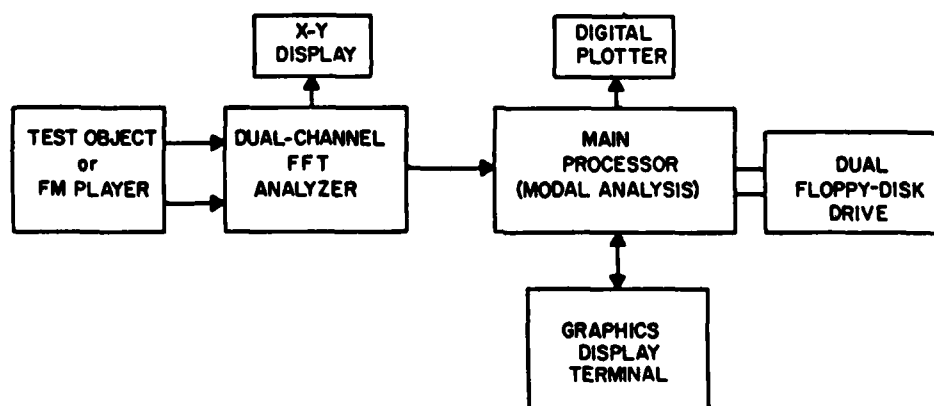 X-Y
DISPLAY
DIGITAL
PLOTTER
TEST OBJECT
or
FM PLAYER
DUAL-CHANNEL
FFT
ANALYZER
MAIN
PROCESSOR
(MODAL ANALYSIS)
DUAL
FLOPPY-DISK
DRIVE
GRAPHICS
DISPLAY
TERMINAL